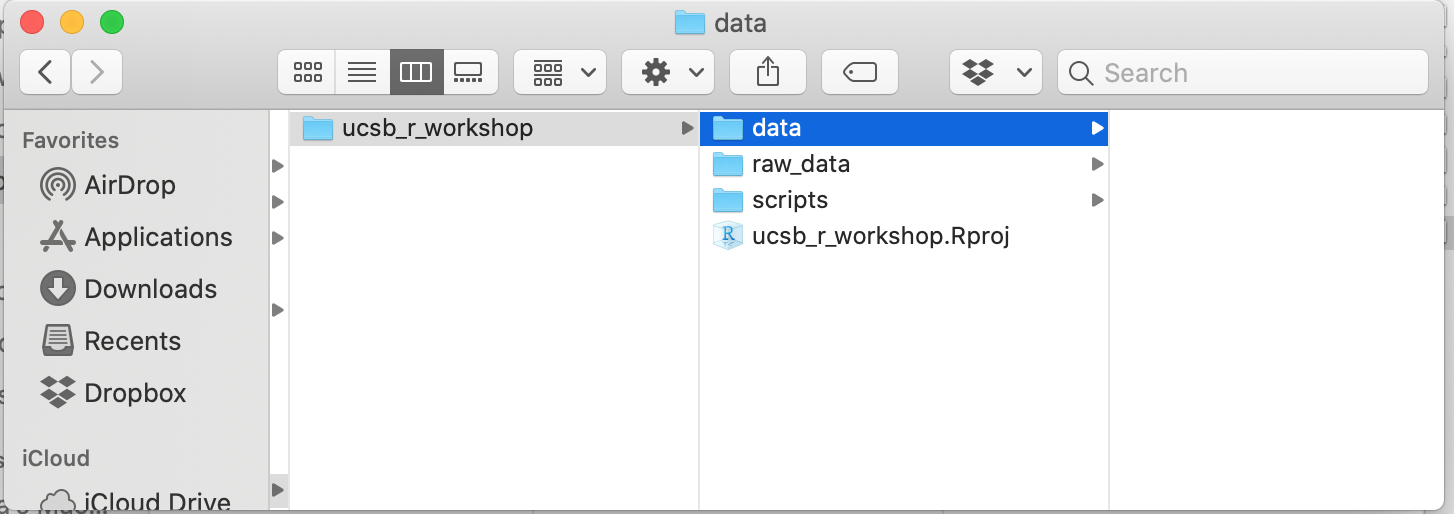 data
Search
Favorites
AirDrop
Applications
Downloads
Recents
Dropbox
iCloud
iCloud Drive
ucsb_r_workshop
data
raw_data
scripts
R
ucsb_r_workshop.Rproj